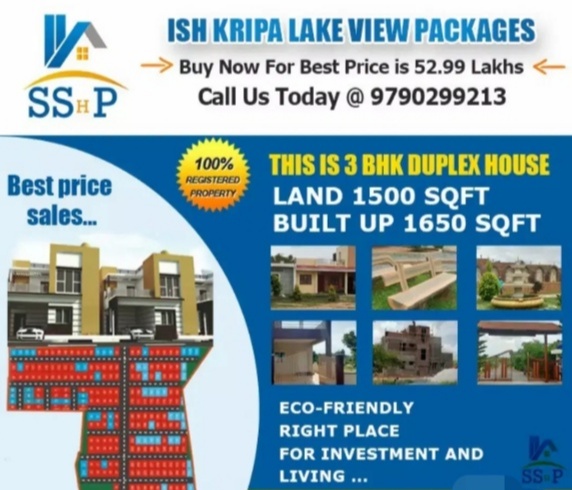 ISH KRIPA LAKE VIEW PACKAGES
Buy Now For Best Price is 52.99 Lakhs
Call Us Today @ 9790299213
SSHP
100%
REGISTERED
PROPERTY
Best price
sales...
THIS IS 3 BHK DUPLEX HOUSE
LAND 1500 SQFT
BUILT UP 1650 SQFT
ECO-FRIENDLY
RIGHT PLACE
FOR INVESTMENT AND
LIVING ...
SSHP